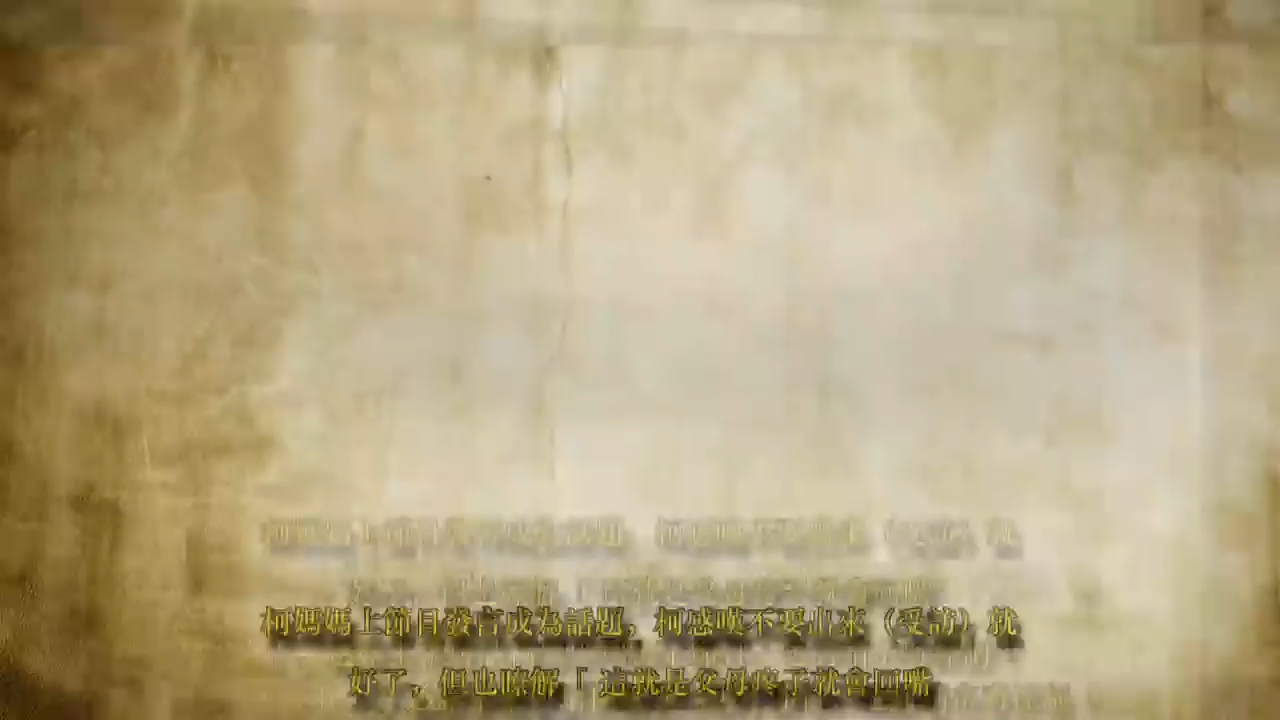 柯媽媽上節目發言成為話題，柯感嘆不要出來（受訪）就
好了，但也瞭解「 這就是父母疼子就會回嘴